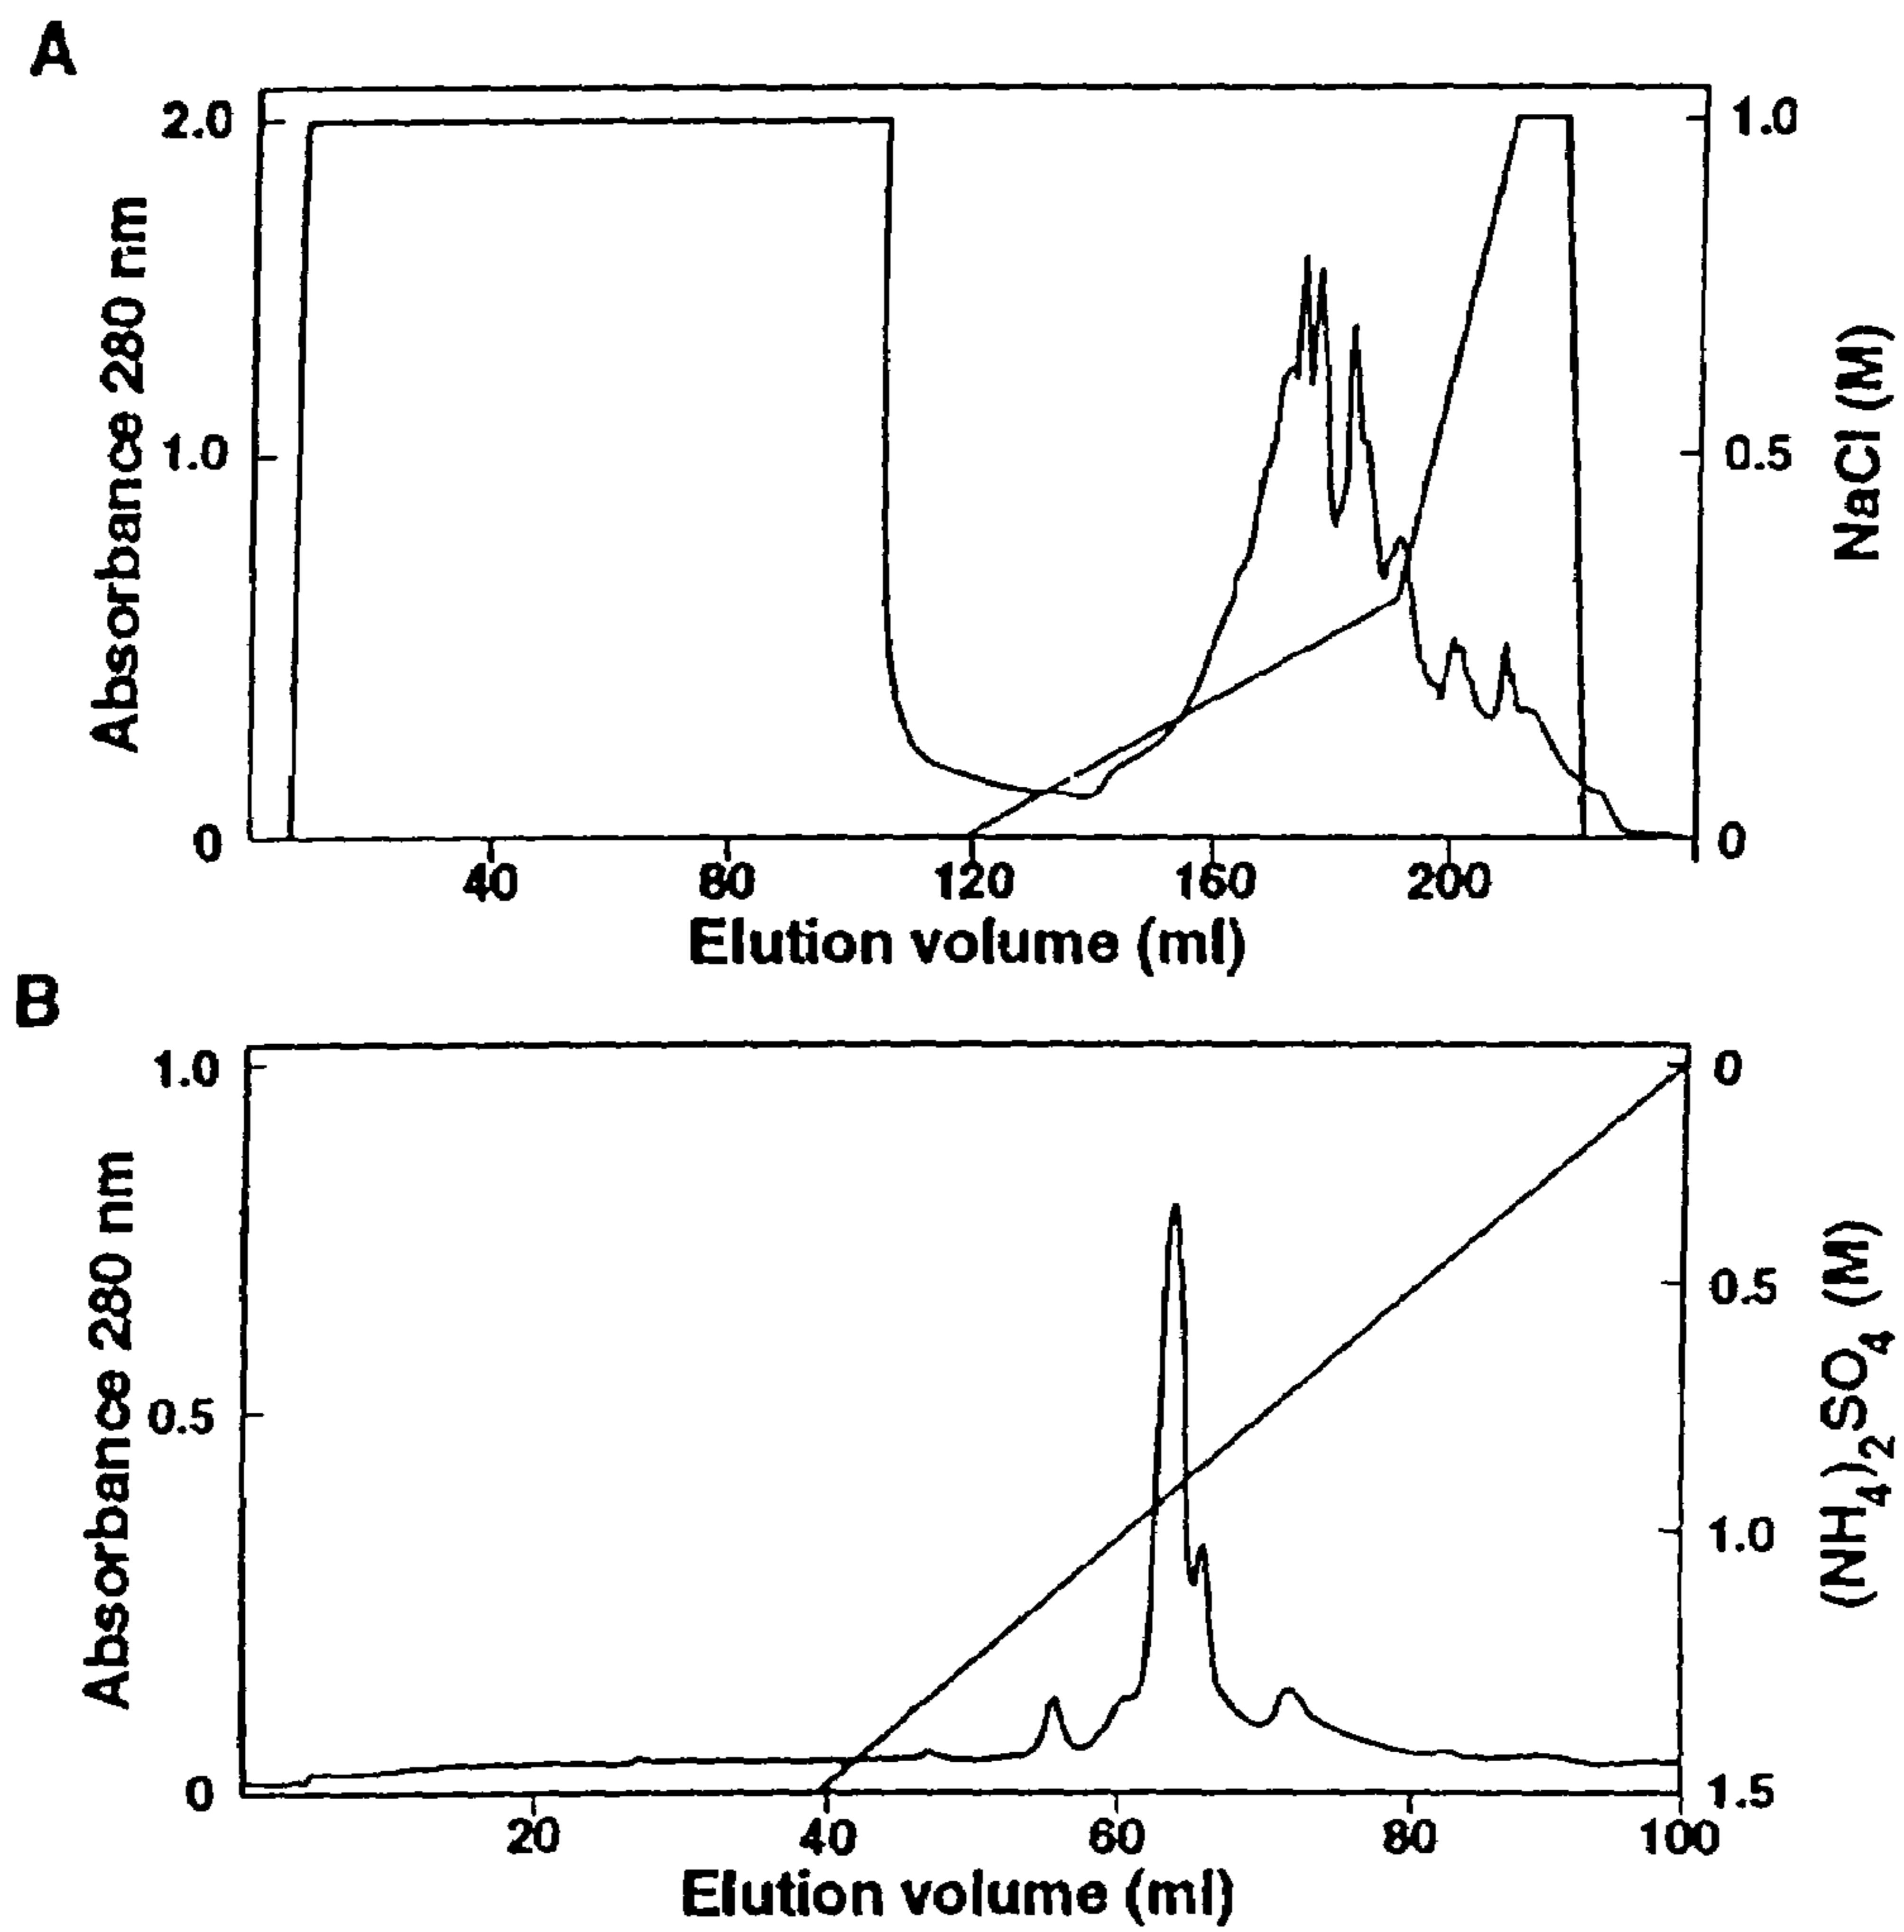 A
2.0
1.0
0
Absorbance 280 nm
1.0
0.5
0
NaCl (M)
40 80 120 160 200
Elution volume (ml)
B
1.0
0.5
0
Absorbance 280 nm
0
0.5
1.0
1.5
(NH4)2SO4 (M)
20 40 60 80 100
Elution volume (ml)